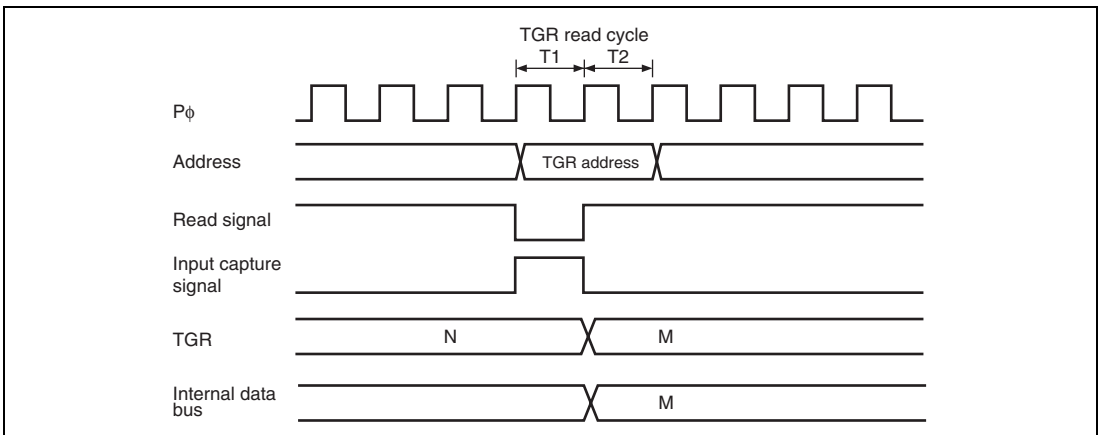 TGR read cycle
T1 T2
Pφ
Address
TGR address
Read signal
Input capture
signal
TGR
N
M
Internal data
bus
M